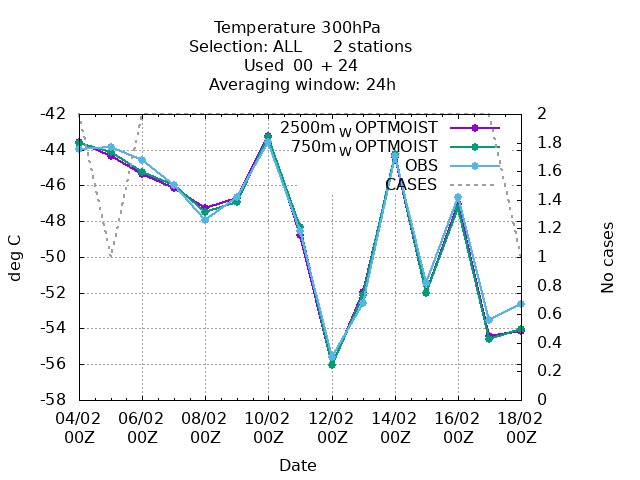 Temperature 300hPa
Selection: ALL 2 stations
Used 00 + 24
Averaging window: 24h
2500m W OPTMOIST
750m W OPTMOIST
OBS
CASES
-42
-44
-46
-48
-50
-52
-54
-56
-58
deg C
2
1.8
1.6
1.4
1.2
1
0.8
0.6
0.4
0.2
0
No cases
04/02 06/02 08/02 10/02 12/02 14/02 16/02 18/02
00Z 00Z 00Z 00Z 00Z 00Z 00Z 00Z
Date